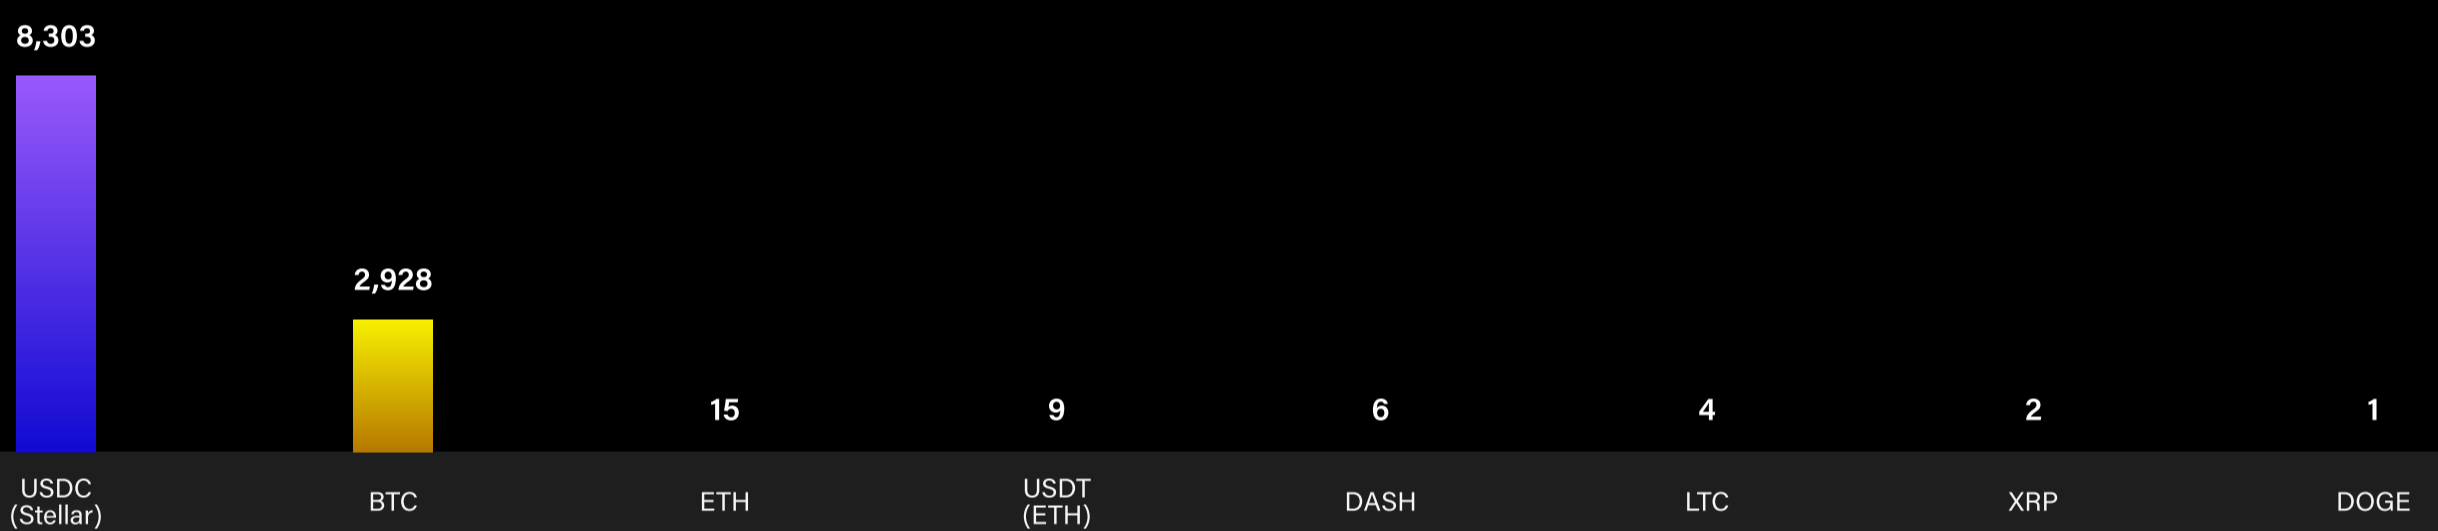 8,303
2,928
15
9
6
4
2
1
USDC
(Stellar)
BTC
ETH
USDT
(ETH)
DASH
LTC
XRP
DOGE